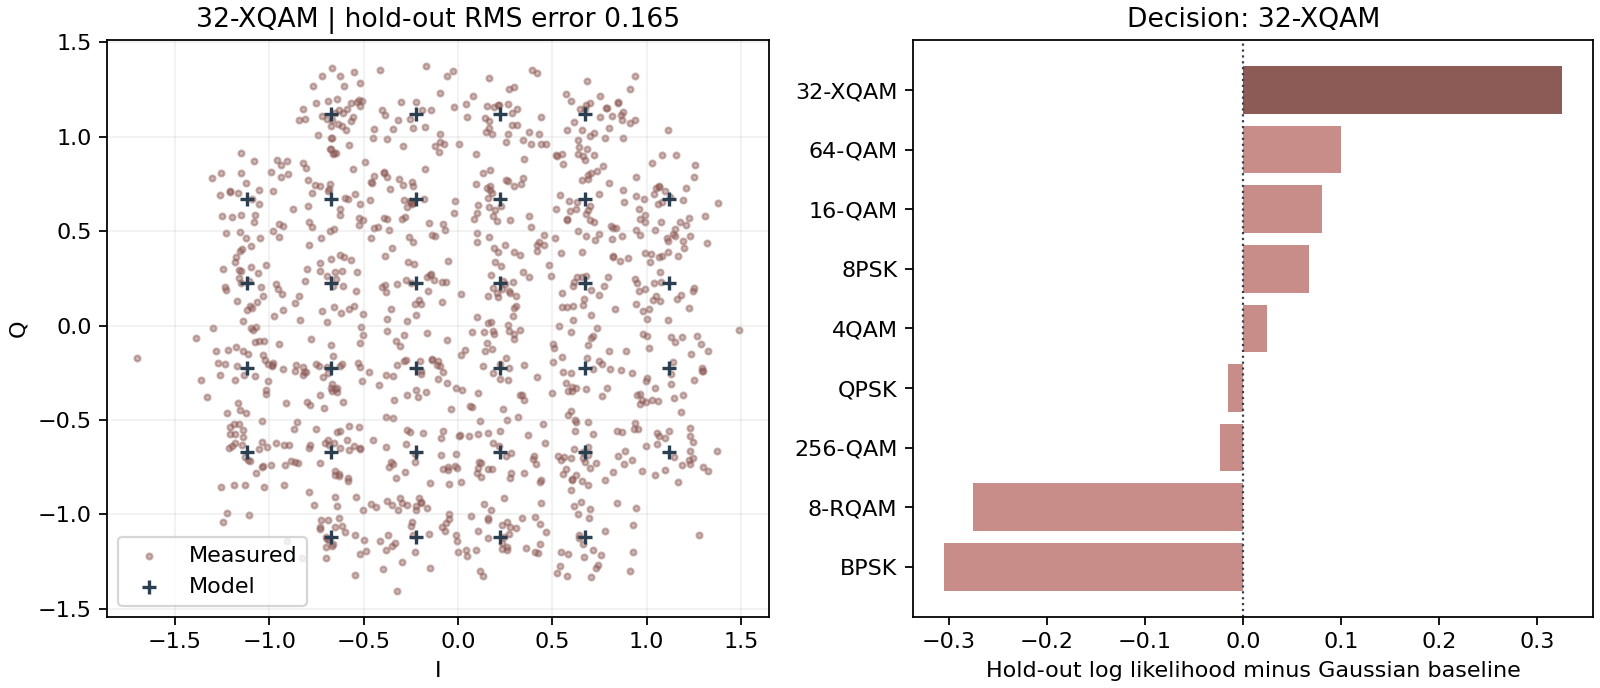 32-XQAM | hold-out RMS error 0.165
1.5
1.0
0.5
0.0
−0.5
−1.0
−1.5
Q
Measured
Model
−1.5
−1.0
−0.5
0.0
0.5
1.0
1.5
I
Decision: 32-XQAM
32-XQAM
64-QAM
16-QAM
8PSK
4QAM
QPSK
256-QAM
8-RQAM
BPSK
−0.3
−0.2
−0.1
0.0
0.1
0.2
0.3
Hold-out log likelihood minus Gaussian baseline